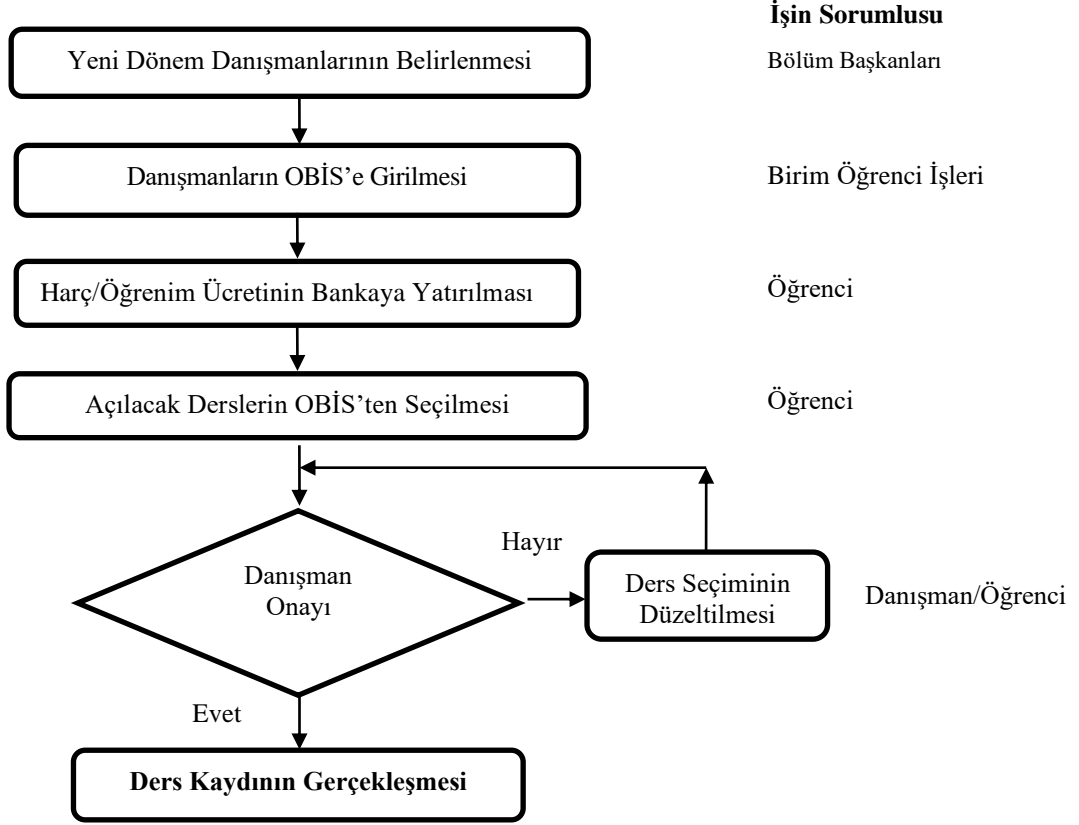 İşin Sorumlusu
Yeni Dönem Danışmanlarının Belirlenmesi
Bölüm Başkanları
Danışmanların OBİS’e Girilmesi
Birim Öğrenci İşleri
Harç/Öğrenim Ücretinin Bankaya Yatırılması
Öğrenci
Açılacak Derslerin OBİS’ten Seçilmesi
Öğrenci
Hayır
Danışman
Onayı
Ders Seçiminin
Düzeltilmesi
Danışman/Öğrenci
Evet
Ders Kaydının Gerçekleşmesi